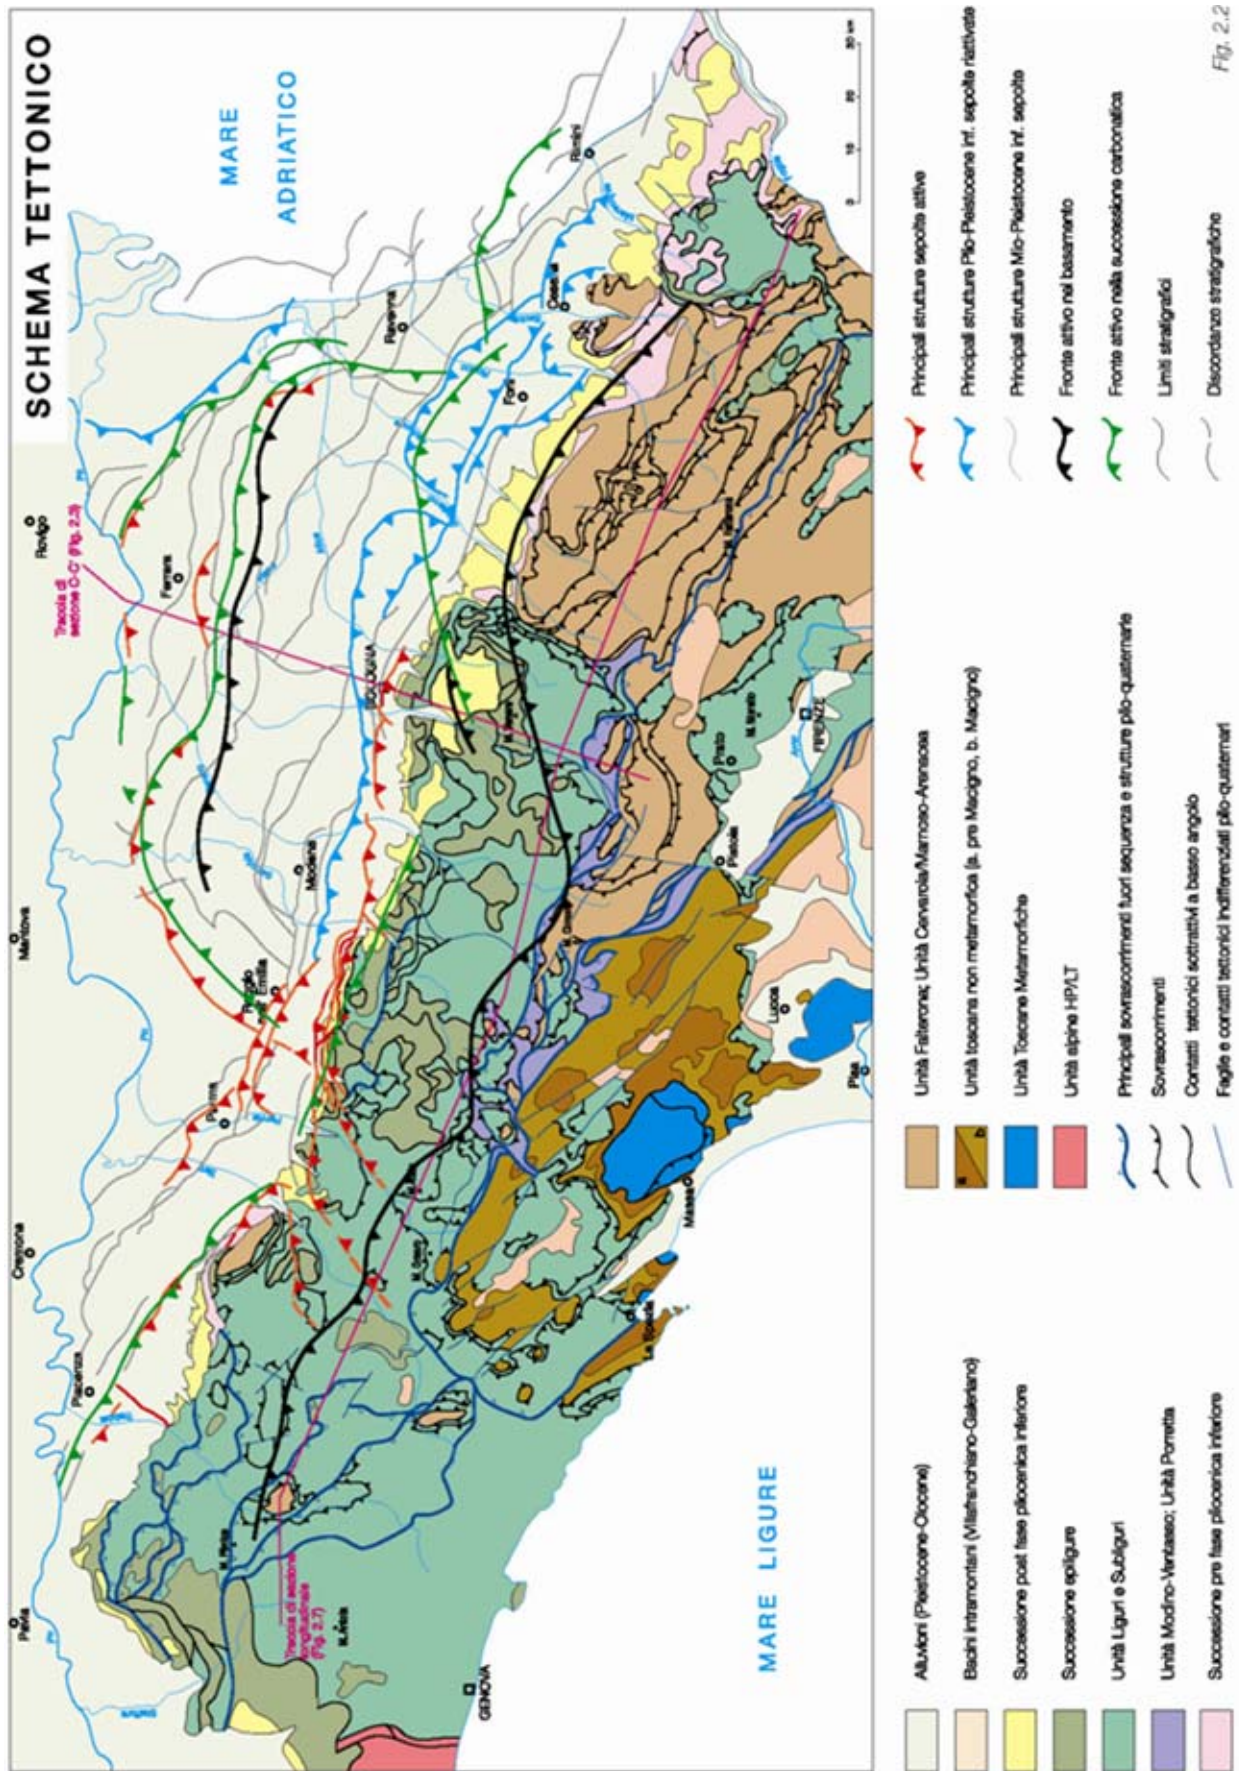 SCHEMA TETTONICO
MARE
ADRIATICO
MARE LIGURE
Pavia
Cremona
Mantova
Rovigo
Piacenza
Parma
Reggio
nell' Emilia
Modena
BOLOGNA
Ferrara
Ravenna
Forlì
Rimini
GENOVA
La Spezia
Massa
Lucca
Pisa
Pistoia
Prato
FIRENZE
Traccia di
sezione C-C' (Fig. 2.3)
Traccia di sezione
longitudinale
(Fig. 2.7)
0 10 20 30 km
Alluvioni (Pleistocene-Olocene)
Bacini intramontani (Villafranchiano-Galeriano)
Successione post fase pliocenica inferiore
Successione epiligure
Unità Liguri e Subliguri
Unità Modino-Ventasso; Unità Porretta
Successione pre fase pliocenica inferiore
Unità Falterona; Unità Cervarola/Marnoso-Arenacea
Unità toscana non metamorfica (a. pre Macigno, b. Macigno)
a
b
Unità Toscane Metamorfiche
Unità alpine HP/LT
Principali sovrascorrimenti fuori sequenza e strutture plio-quaternarie
Sovrascorrimenti
Contatti tettonici sottrattivi a basso angolo
Faglie e contatti tettonici indifferenziati plio-quaternari
Principali strutture sepolte attive
Principali strutture Plio-Pleistocene inf. sepolte riattivate
Principali strutture Mio-Pleistocene inf. sepolte
Fronte attivo nel basamento
Fronte attivo nella successione carbonatica
Limiti stratigrafici
Discordanze stratigrafiche
Fig. 2.2